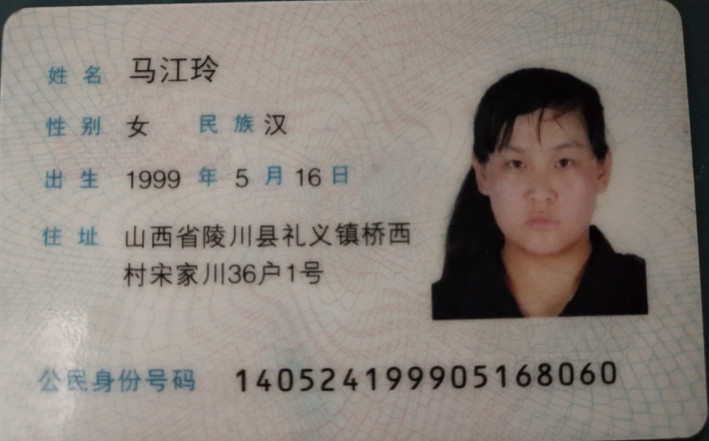 姓名 马江玲
性别 女 民族 汉
出生 1999 年 5 月 16 日
住址 山西省陵川县礼义镇桥西
村宋家川36户1号
公民身份号码 140524199905168060